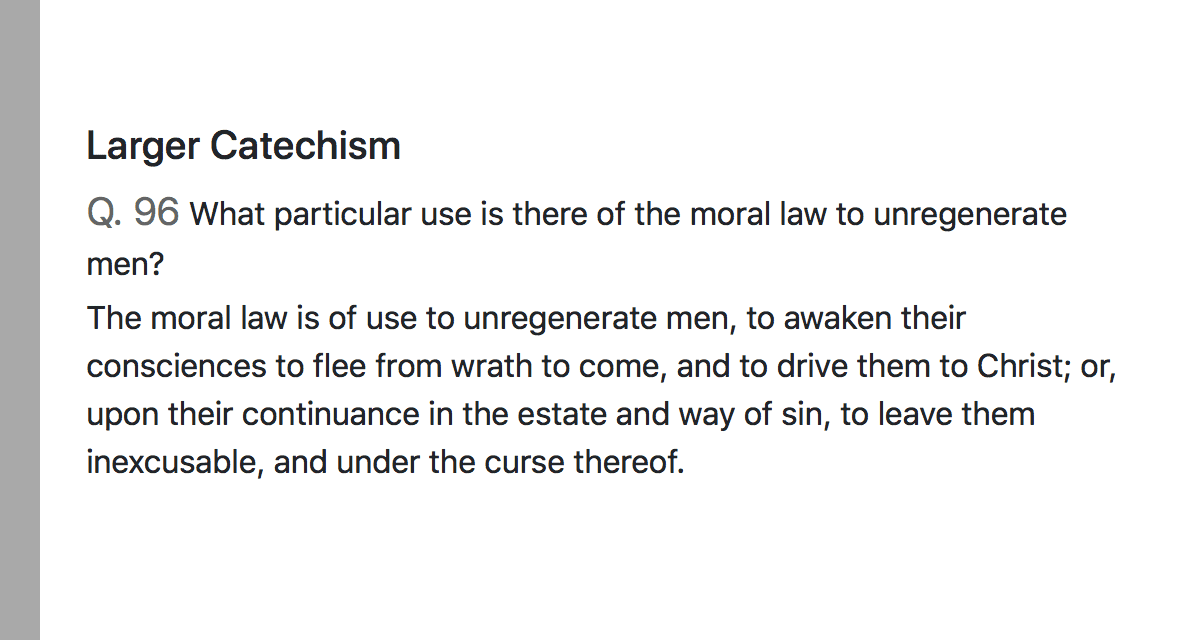 Larger Catechism
Q. 96 What particular use is there of the moral law to unregenerate
men?
The moral law is of use to unregenerate men, to awaken their
consciences to flee from wrath to come, and to drive them to Christ; or,
upon their continuance in the estate and way of sin, to leave them
inexcusable, and under the curse thereof.